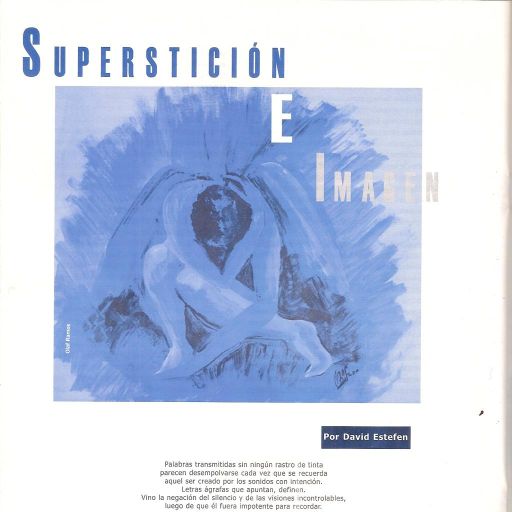 SUPERSTICIÓN
E
IMAGEN
Olaf Ramos
Por David Estefen
Palabras transmitidas sin ningún rastro de tinta
parecen desempolvarse cada vez que se recuerda
aquel ser creado por los sonidos con intención.
Letras ágrafas que apuntan, definen.
Vino la negación del silencio y de las visiones incontrolables,
luego de que él fuera impotente para recordar.